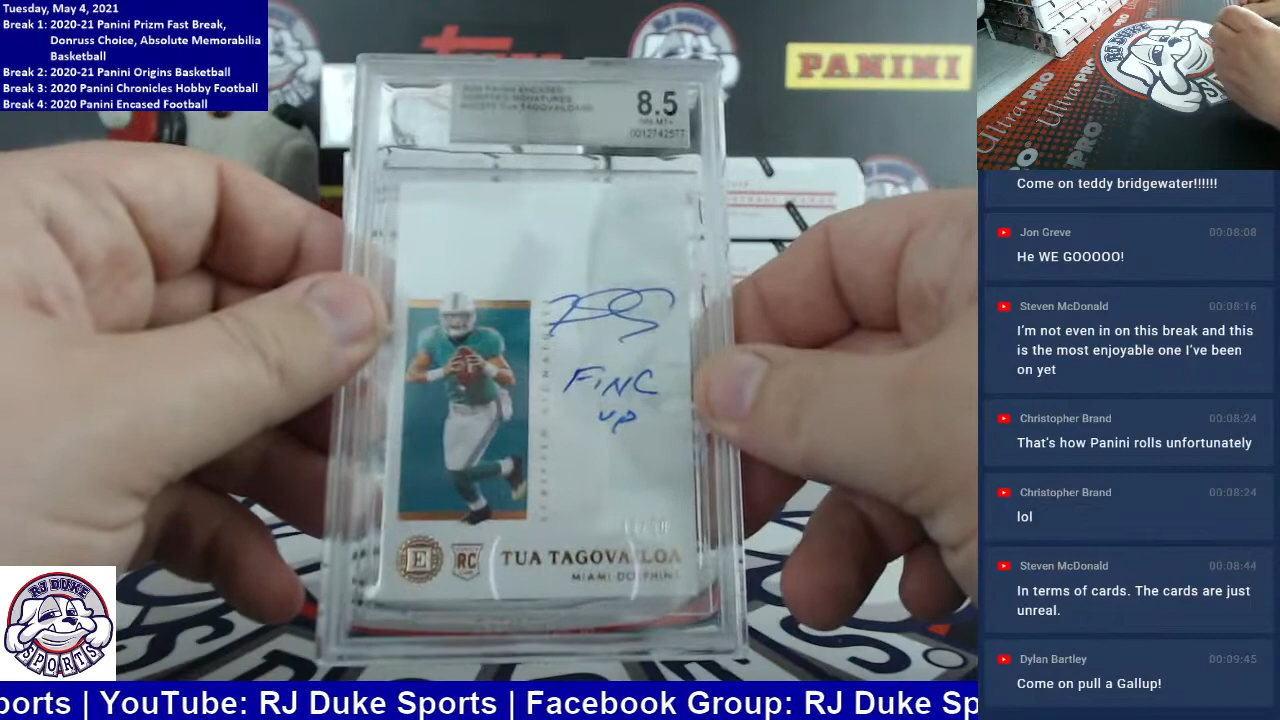 Tuesday, May 4, 2021
Break 1: 2020-21 Panini Prizm Fast Break,
Donruss Choice, Absolute Memorabilia
Basketball
Break 2: 2020-21 Panini Origins Basketball
Break 3: 2020 Panini Chronicles Hobby Football
Break 4: 2020 Panini Encased Football
PANINI
8.5
0012742577
FINC
UP
E
RC
TUA TAGOVAILOA
MIAMI DOLPHINS
RJ DUKE
SPORTS
ports | YouTube: RJ Duke Sports | Facebook Group: RJ Duke Sp
Ultra·PRO
Come on teddy bridgewater!!!!!!
Jon Greve 00:08:08
He WE GOOOOO!
Steven McDonald 00:08:16
I'm not even in on this break and this
is the most enjoyable one I've been
on yet
Christopher Brand 00:08:24
That's how Panini rolls unfortunately
Christopher Brand 00:08:24
lol
Steven McDonald 00:08:44
In terms of cards. The cards are just
unreal.
Dylan Bartley 00:09:45
Come on pull a Gallup!